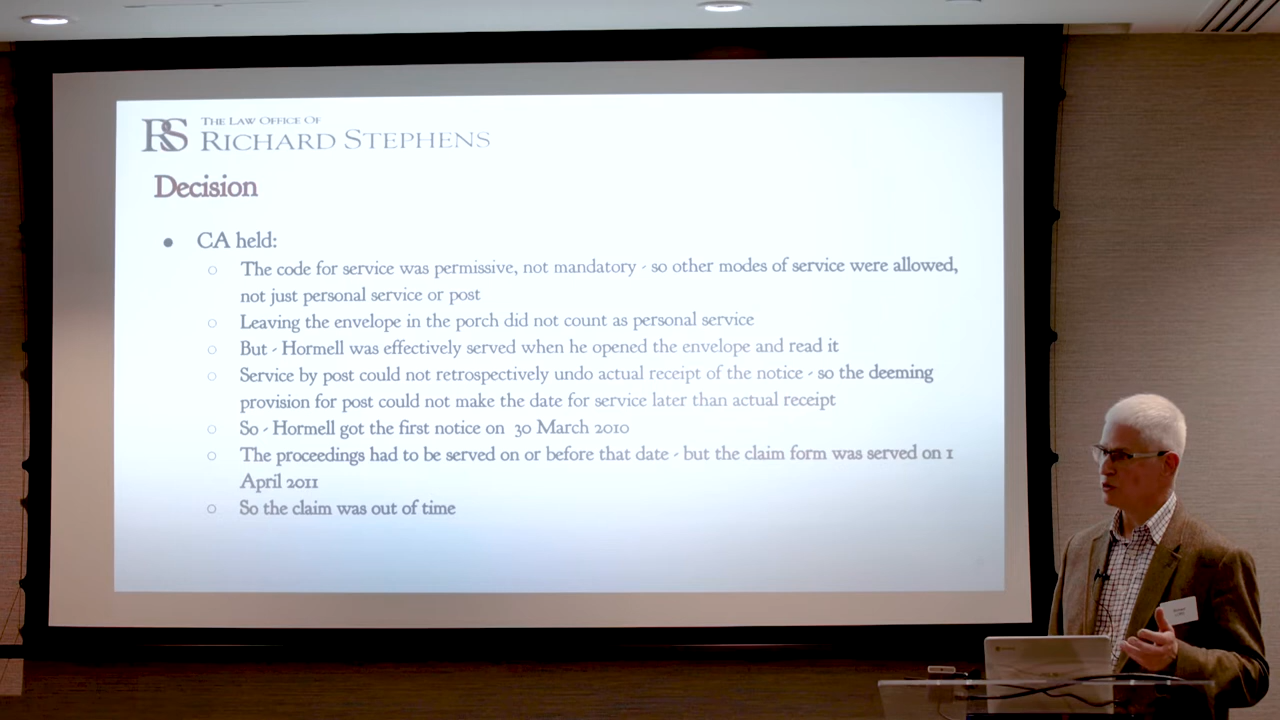 RS
THE LAW OFFICE OF
RICHARD STEPHENS
Decision
● CA held:
○ The code for service was permissive, not mandatory - so other modes of service were allowed,
not just personal service or post
○ Leaving the envelope in the porch did not count as personal service
○ But - Hormell was effectively served when he opened the envelope and read it
○ Service by post could not retrospectively undo actual receipt of the notice - so the deeming
provision for post could not make the date for service later than actual receipt
○ So - Hormell got the first notice on 30 March 2010
○ The proceedings had to be served on or before that date - but the claim form was served on 1
April 2011
○ So the claim was out of time